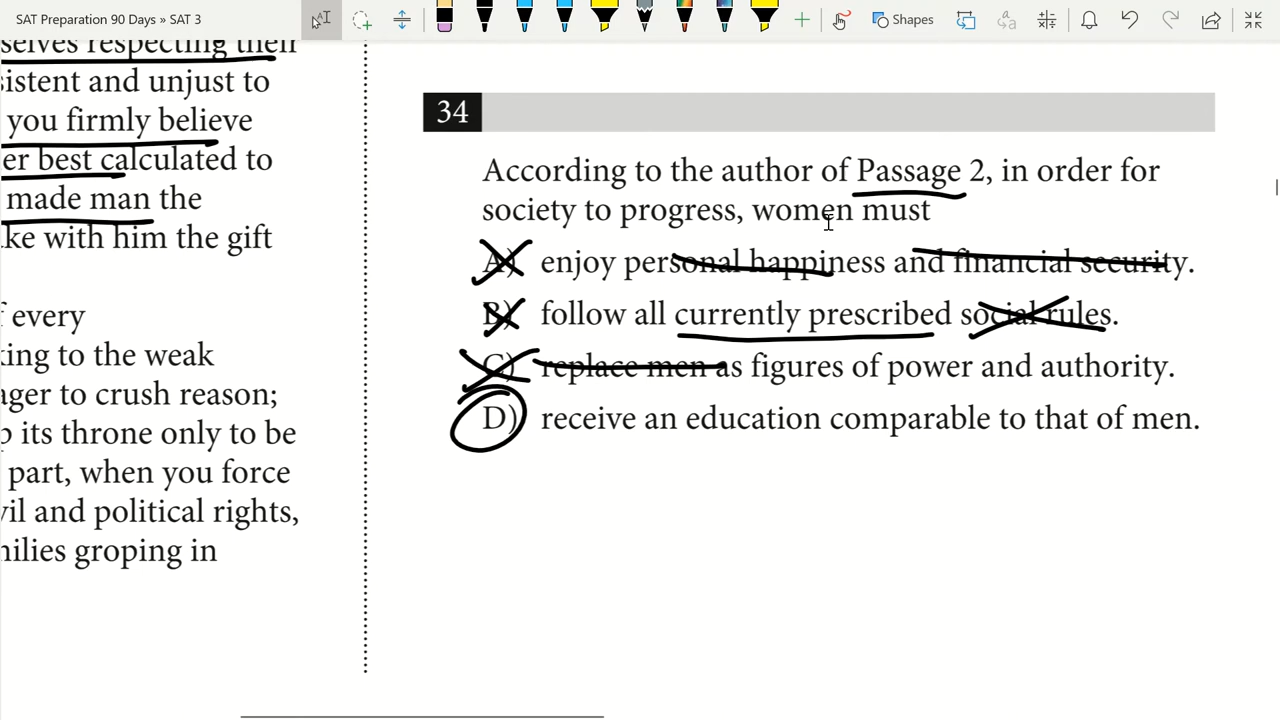 SAT Preparation 90 Days » SAT 3
Shapes
selves respecting their
sistent and unjust to
you firmly believe
er best calculated to
made man the
ke with him the gift
f every
king to the weak
ager to crush reason;
p its throne only to be
part, when you force
vil and political rights,
nilies groping in
34
According to the author of Passage 2, in order for
society to progress, women must
A) enjoy personal happiness and financial security.
B) follow all currently prescribed social rules.
C) replace men as figures of power and authority.
D) receive an education comparable to that of men.